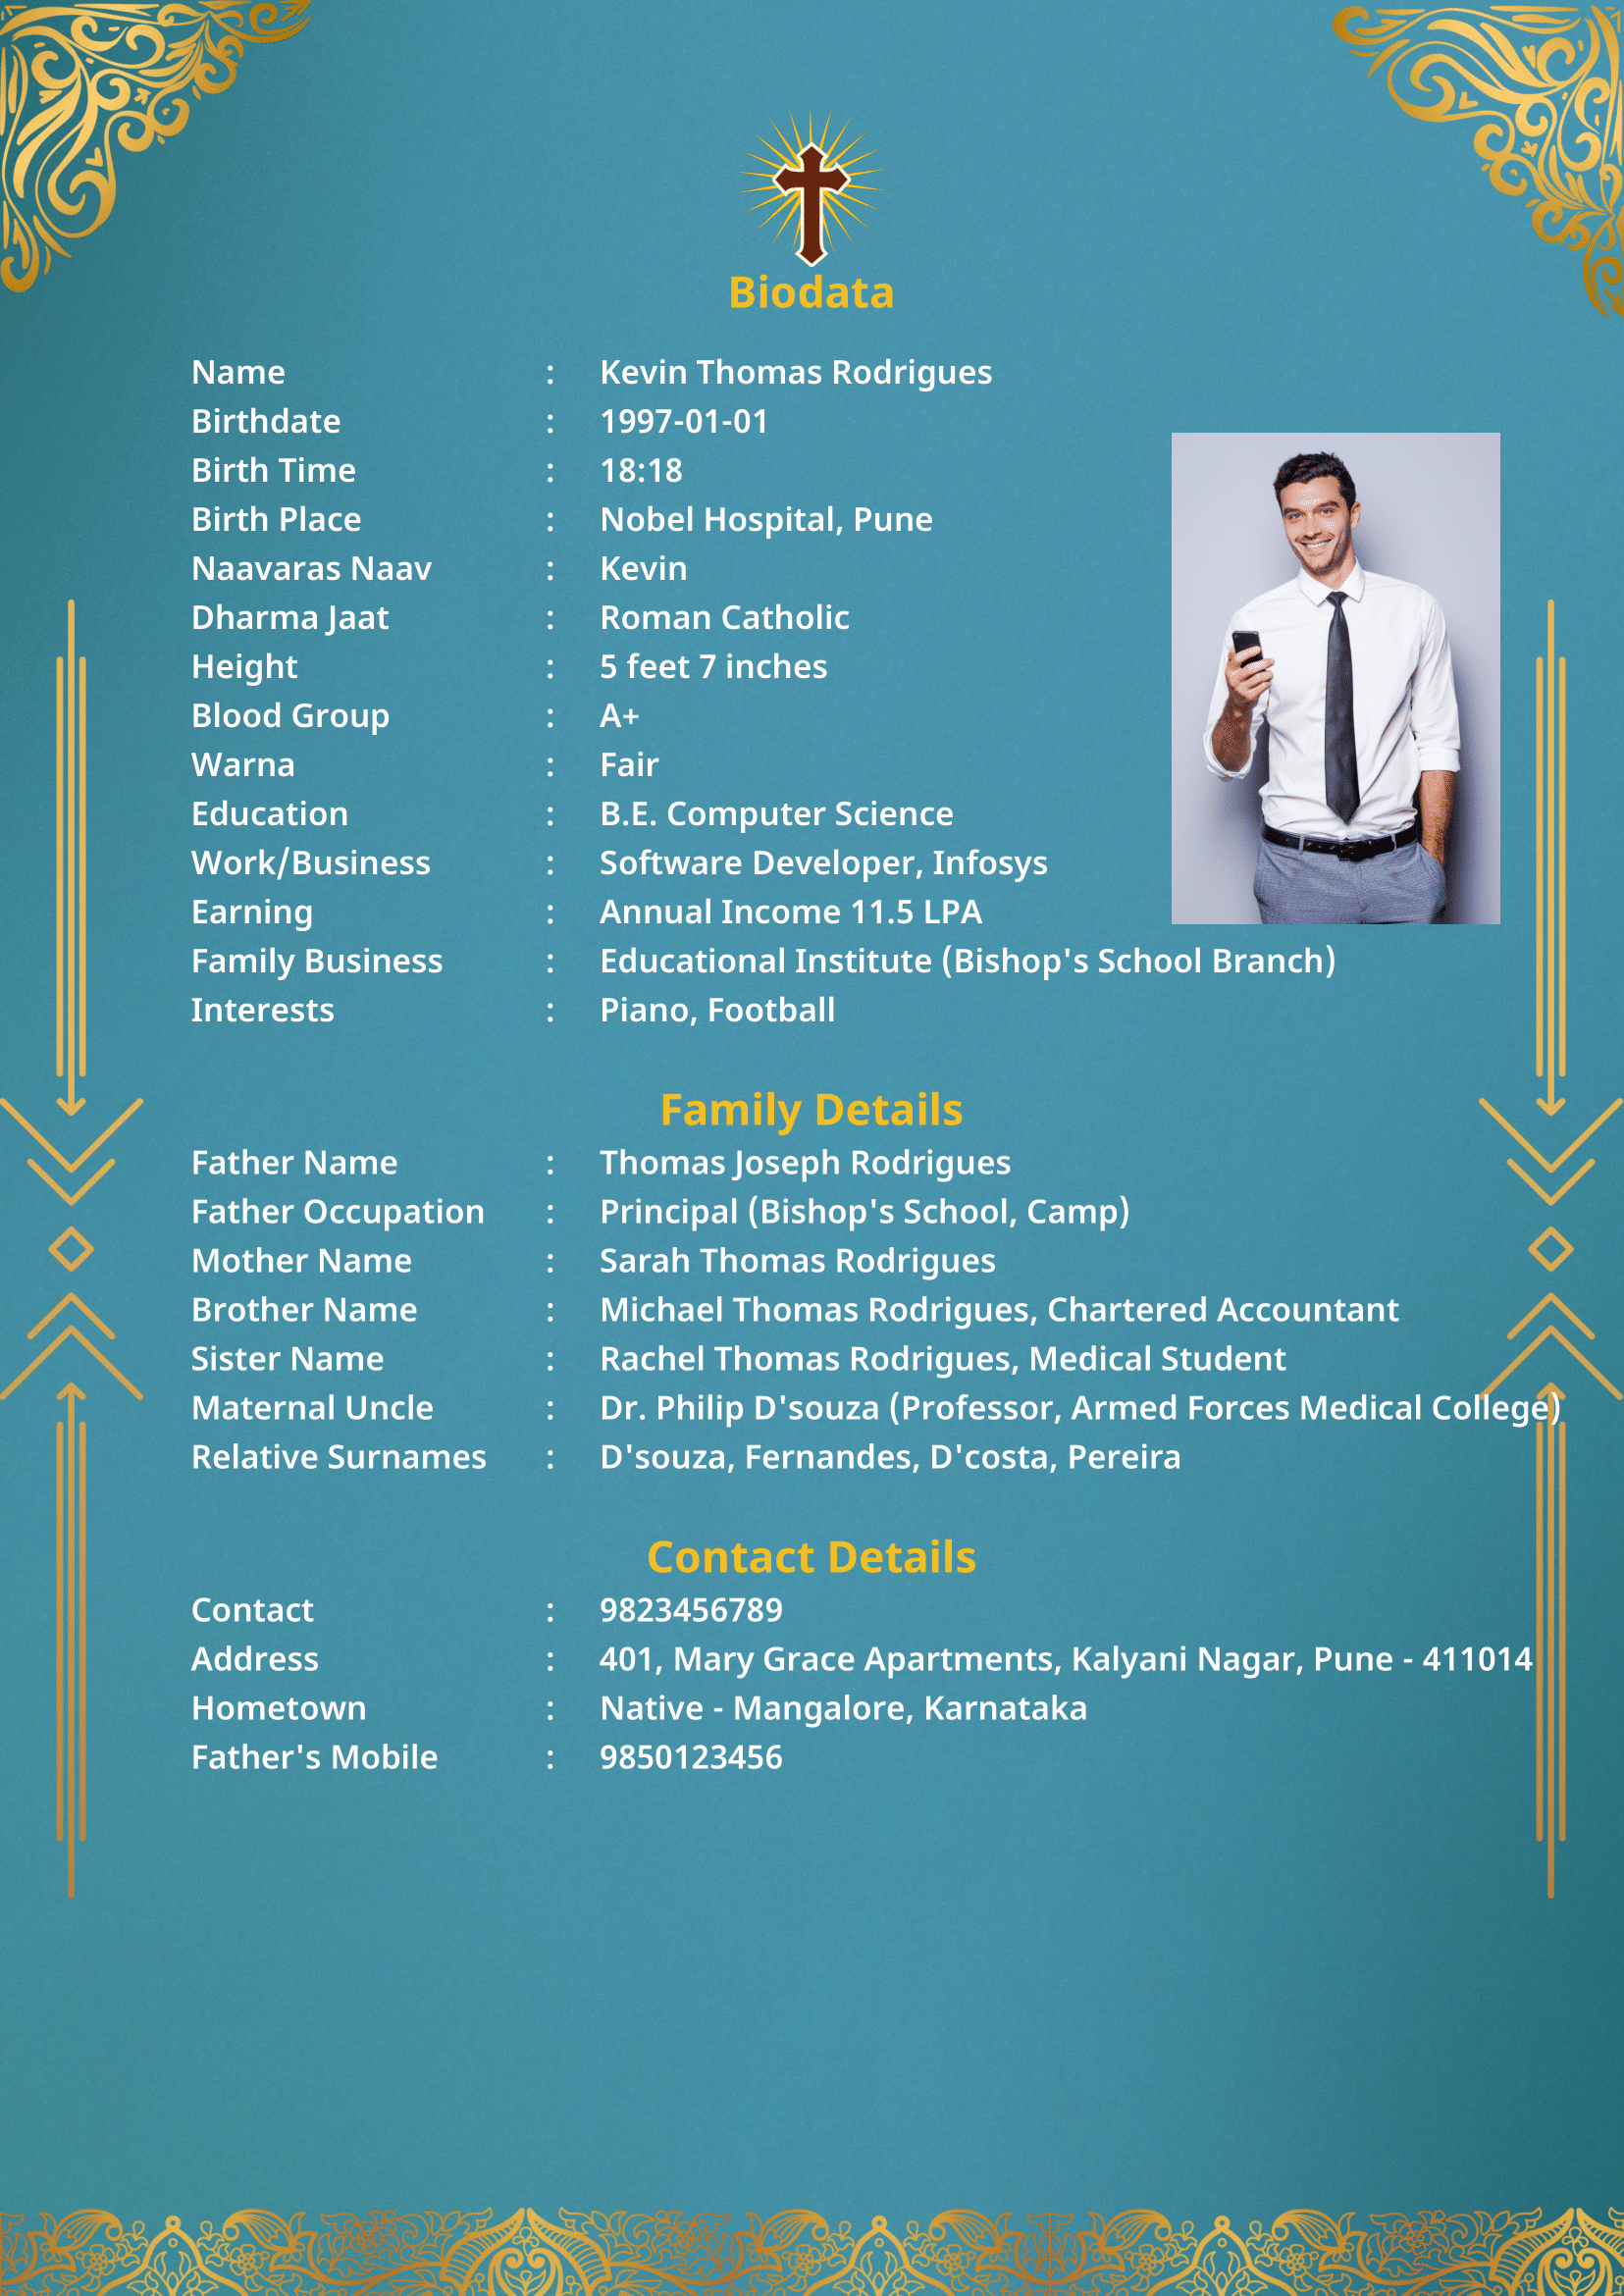 Biodata
Name : Kevin Thomas Rodrigues
Birthdate : 1997-01-01
Birth Time : 18:18
Birth Place : Nobel Hospital, Pune
Naavaras Naav : Kevin
Dharma Jaat : Roman Catholic
Height : 5 feet 7 inches
Blood Group : A+
Warna : Fair
Education : B.E. Computer Science
Work/Business : Software Developer, Infosys
Earning : Annual Income 11.5 LPA
Family Business : Educational Institute (Bishop's School Branch)
Interests : Piano, Football
Family Details
Father Name : Thomas Joseph Rodrigues
Father Occupation : Principal (Bishop's School, Camp)
Mother Name : Sarah Thomas Rodrigues
Brother Name : Michael Thomas Rodrigues, Chartered Accountant
Sister Name : Rachel Thomas Rodrigues, Medical Student
Maternal Uncle : Dr. Philip D'souza (Professor, Armed Forces Medical College)
Relative Surnames : D'souza, Fernandes, D'costa, Pereira
Contact Details
Contact : 9823456789
Address : 401, Mary Grace Apartments, Kalyani Nagar, Pune - 411014
Hometown : Native - Mangalore, Karnataka
Father's Mobile : 9850123456